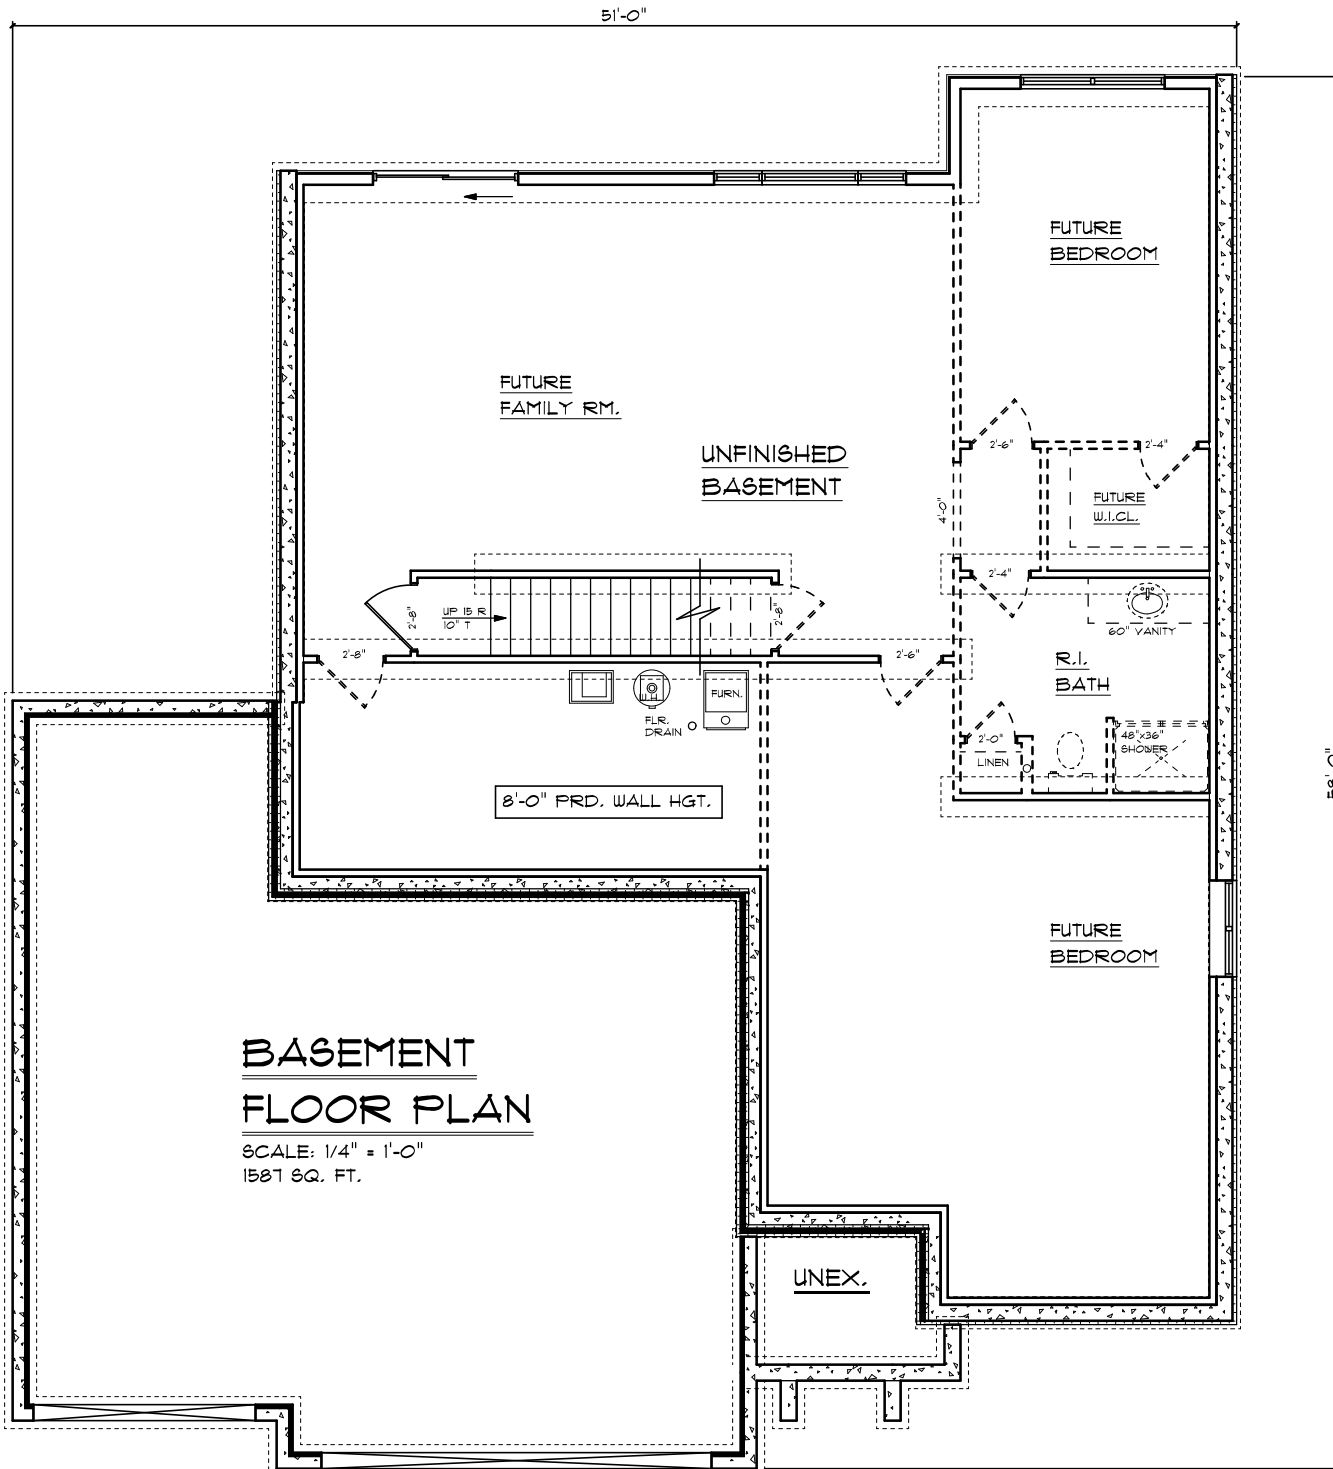 51'-0"
FUTURE
BEDROOM
FUTURE
FAMILY RM.
UNFINISHED
BASEMENT
2'-6"
2'-4"
FUTURE
W.I.CL.
4'-0"
2'-4"
UP 15 R
10" T
2'-8"
2'-8"
60" VANITY
2'-8"
2'-6"
R.I.
BATH
W.H.
FURN.
FLR.
DRAIN
2'-0"
LINEN
48"x36"
SHOWER
58'-0"
8'-0" PRD. WALL HGT.
FUTURE
BEDROOM
BASEMENT
FLOOR PLAN
SCALE: 1/4" = 1'-0"
1587 SQ. FT.
UNEX.